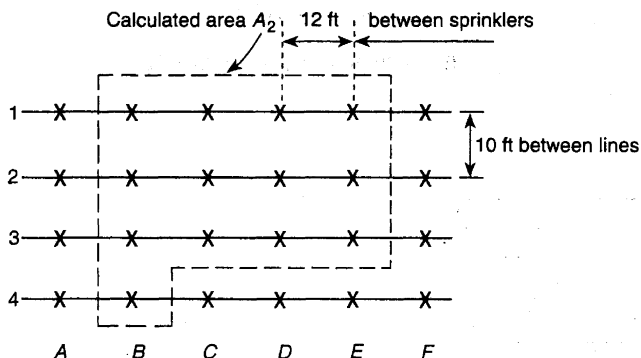 Calculated area A₂
12 ft
between sprinklers
1
10 ft between lines
2
3
4
A B C D E F